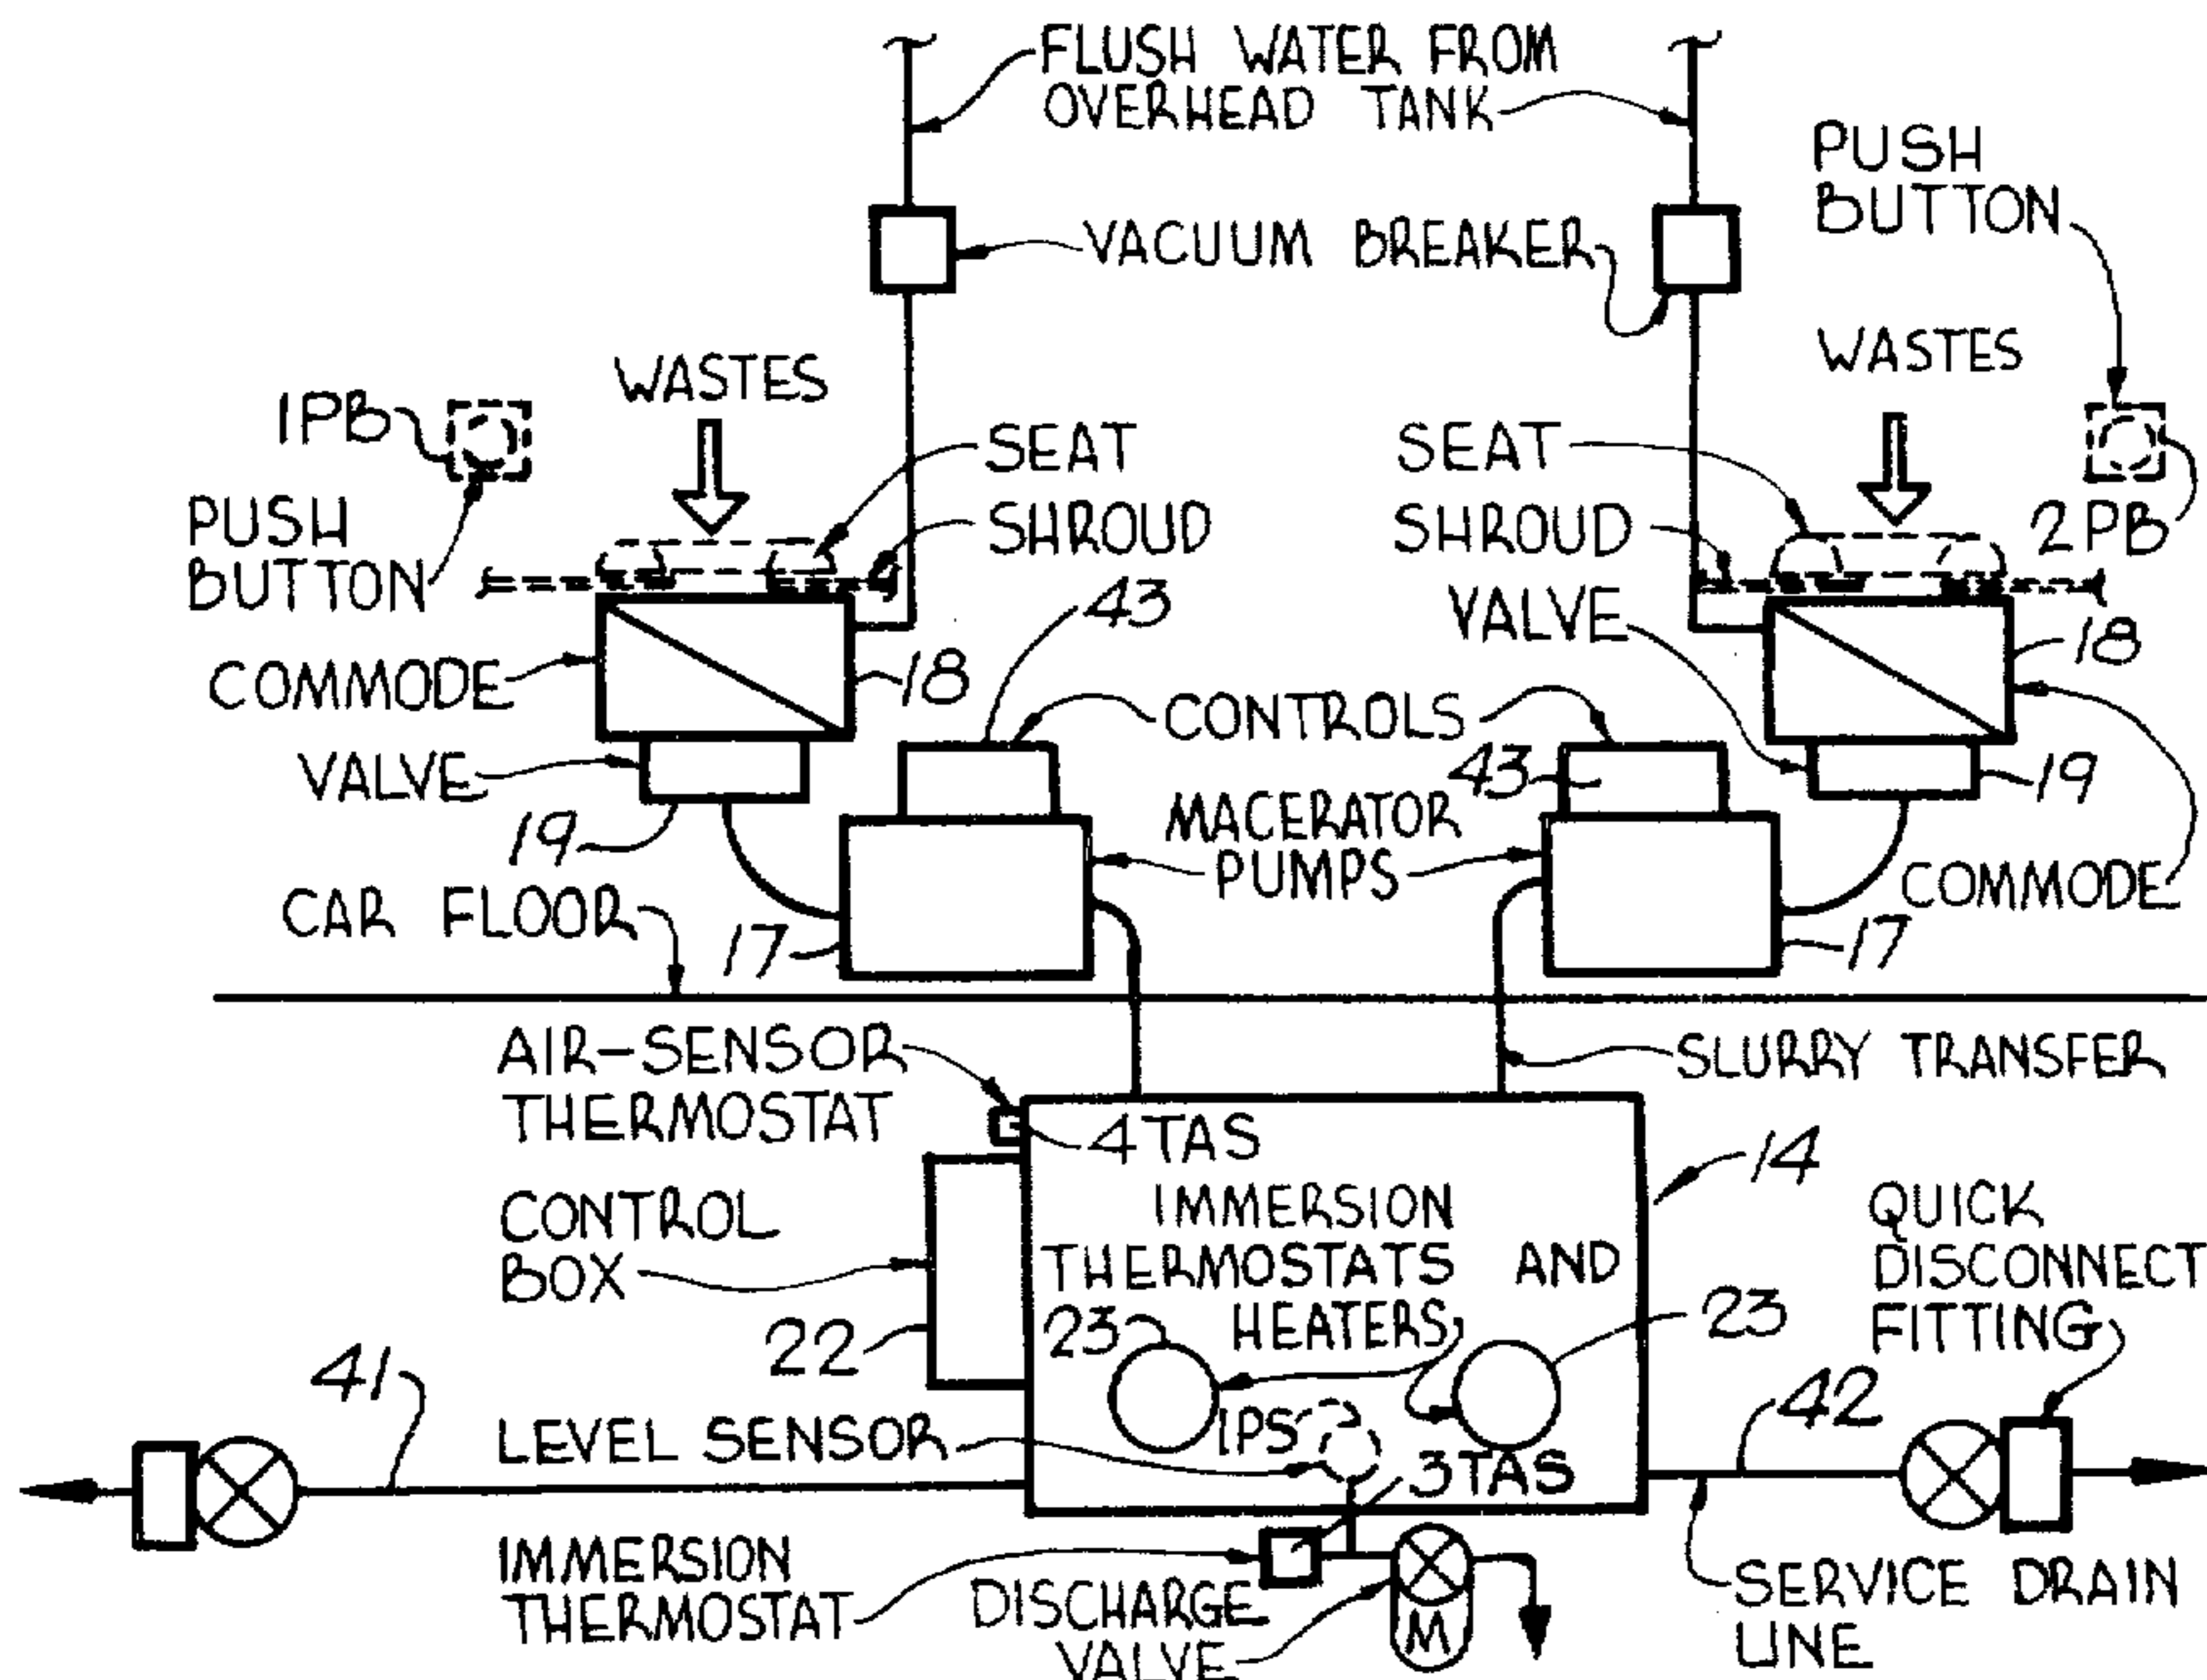 FLUSH WATER FROM
OVERHEAD TANK
PUSH
BUTTON
VACUUM BREAKER
WASTES
WASTES
1PB
2PB
PUSH
BUTTON
SEAT
SHROUD
SEAT
SHROUD
VALVE
43
COMMODE
18
18
CONTROLS
43
VALVE
19
19
MACERATOR
PUMPS
COMMODE
CAR FLOOR
17
17
AIR-SENSOR
THERMOSTAT
SLURRY TRANSFER
4TAS
14
CONTROL
BOX
22
IMMERSION
THERMOSTATS AND
HEATERS
23
23
QUICK
DISCONNECT
FITTING
41
42
LEVEL SENSOR
1PS
3TAS
IMMERSION
THERMOSTAT
DISCHARGE
VALVE
M
SERVICE DRAIN
LINE